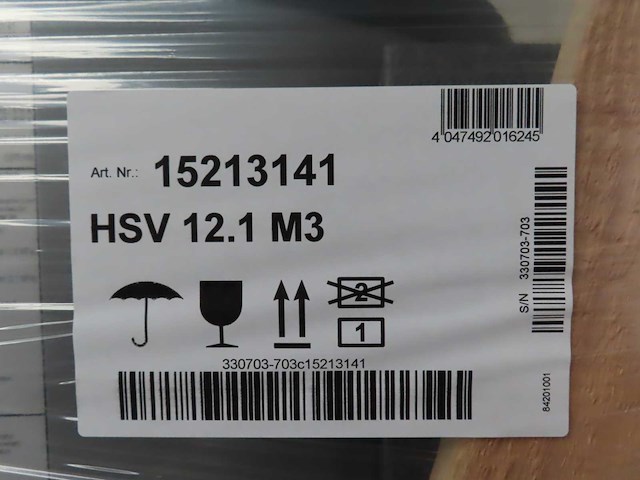 4 047492 016245
Art. Nr.: 15213141
HSV 12.1 M3
S/N 330703-703
2
1
330703-703c15213141
84201001